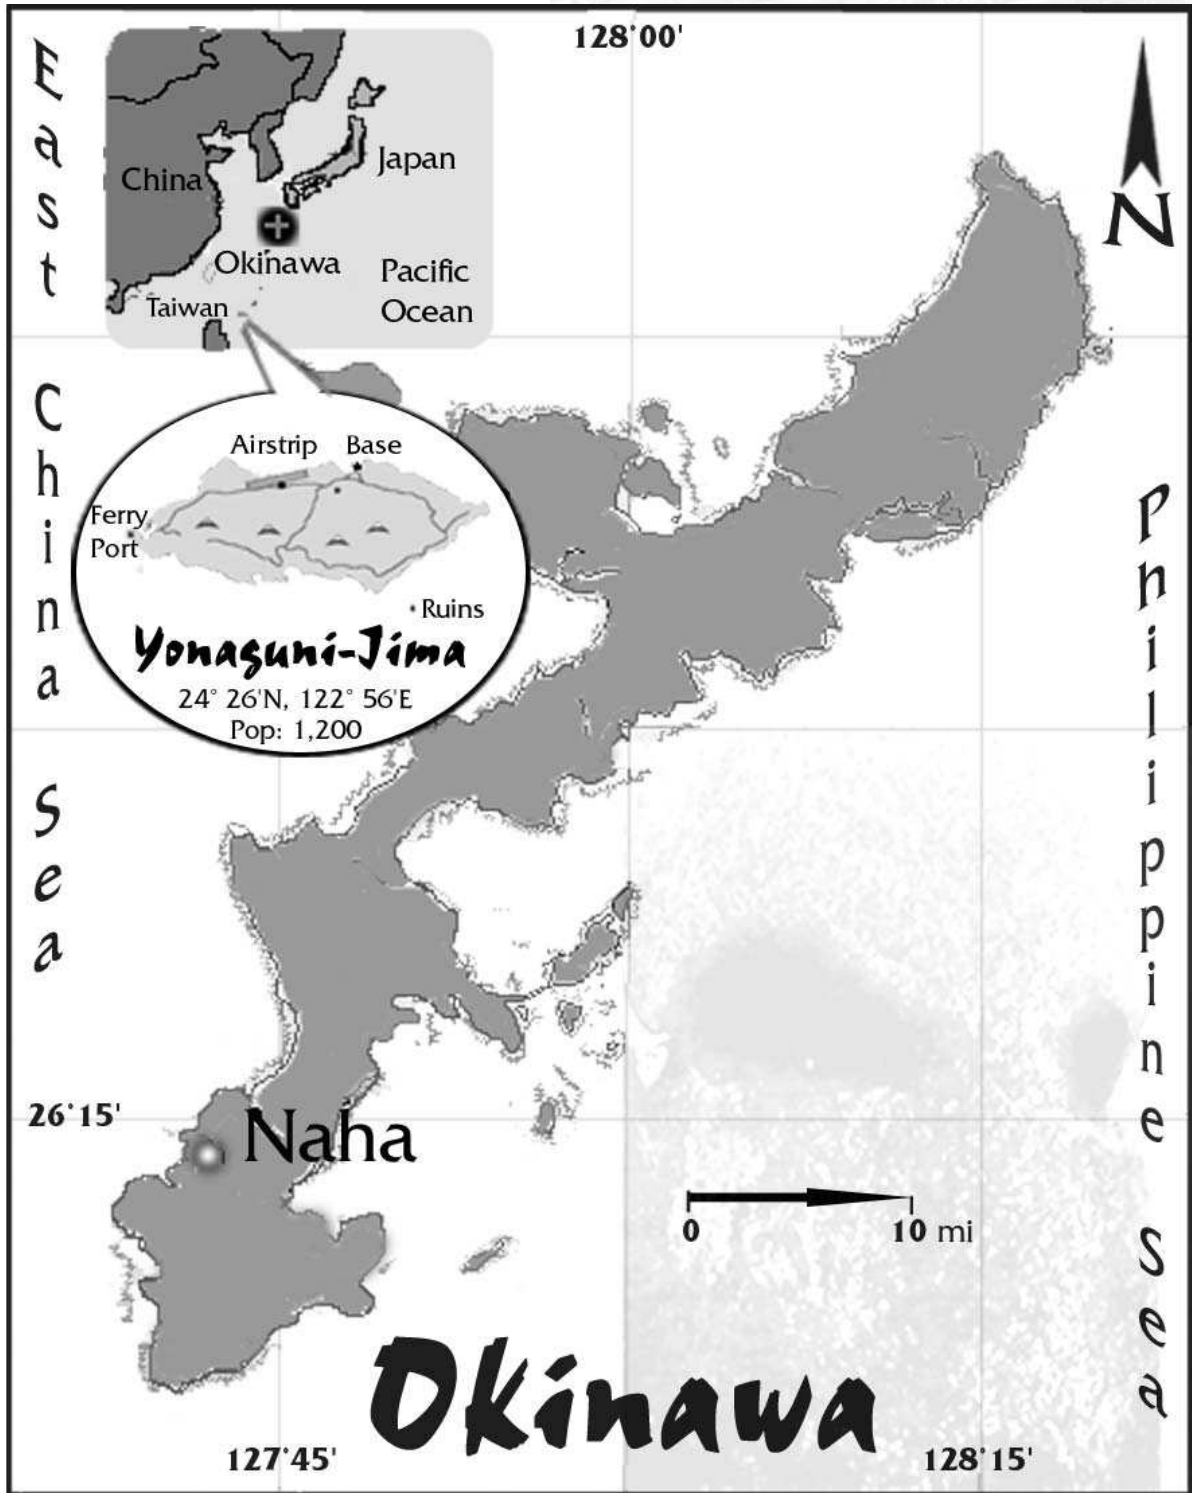 128°00'
East China Sea
China
Japan
Okinawa
Pacific
Ocean
Taiwan
N
Airstrip
Base
Ferry
Port
Ruins
Yonaguni-Jima
24° 26'N, 122° 56'E
Pop: 1,200
Philippine Sea
26°15'
Naha
0
10 mi
Okinawa
127°45'
128°15'